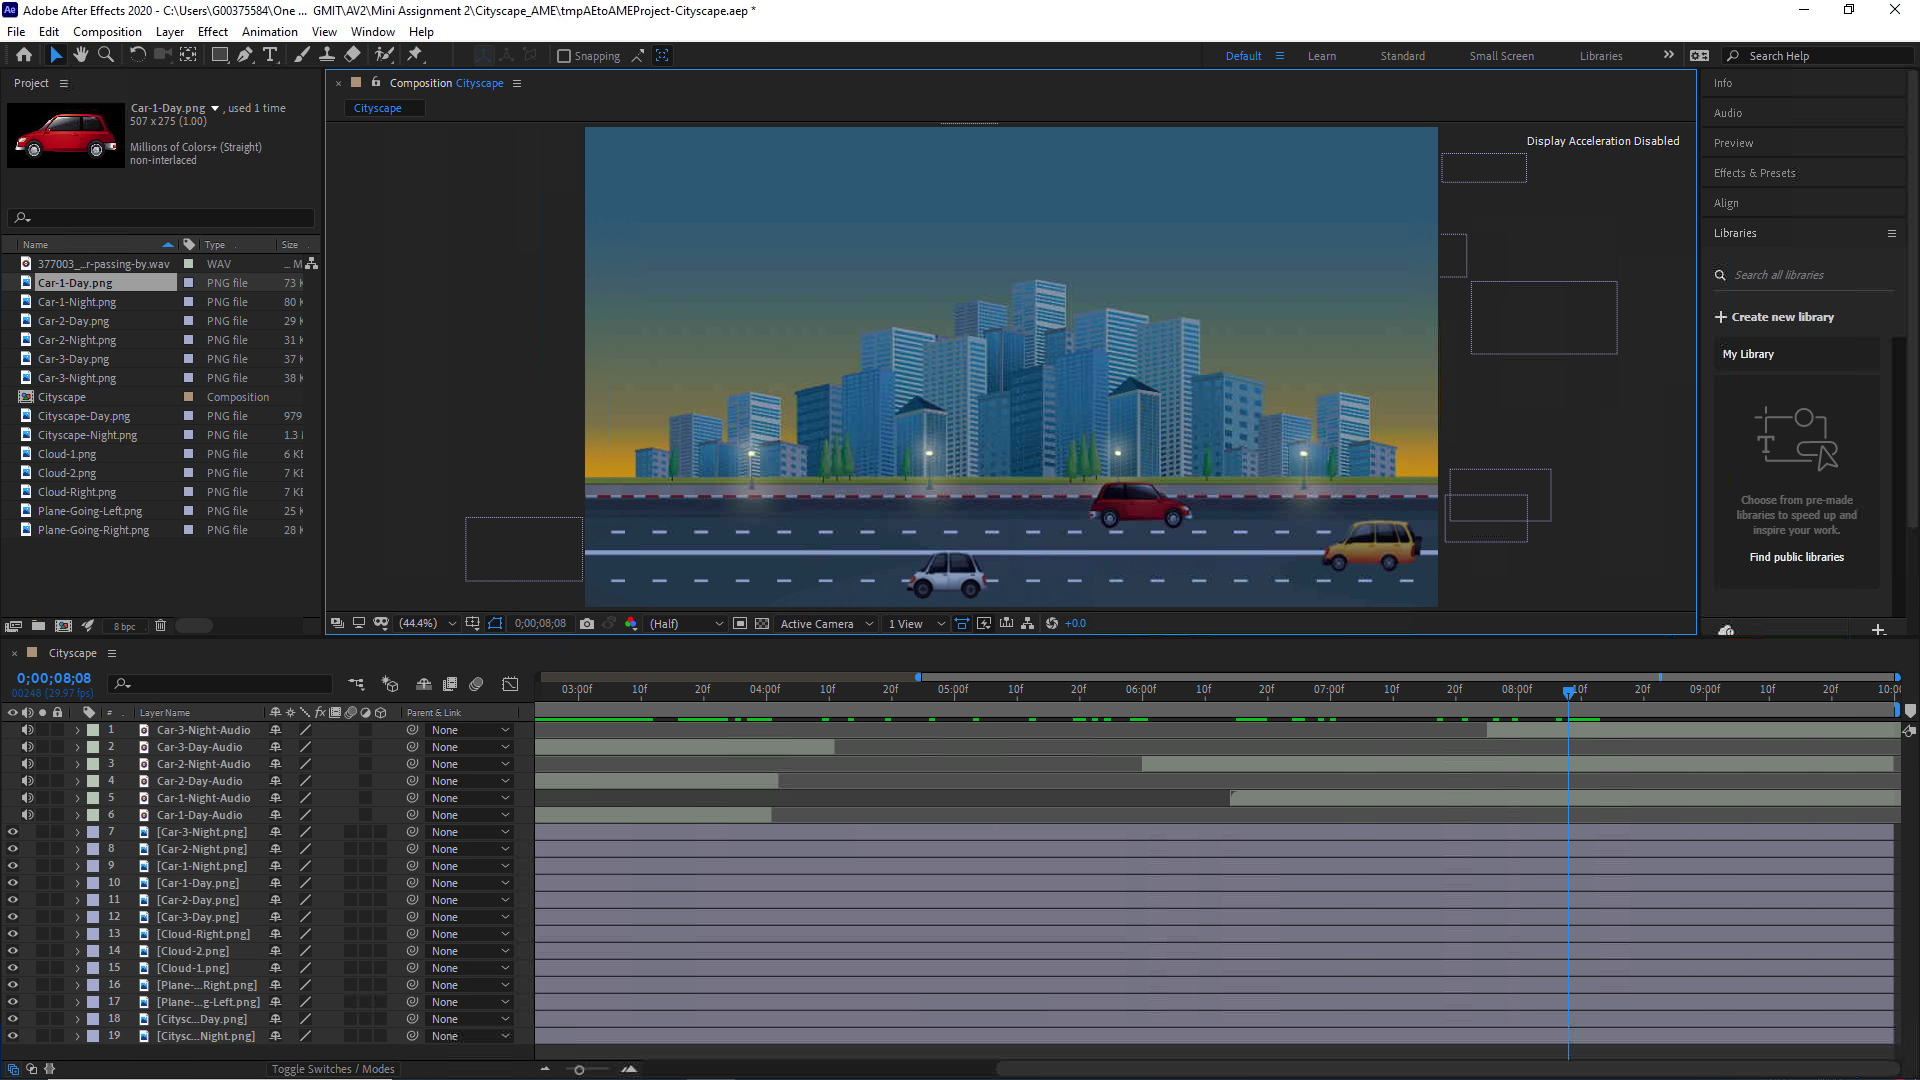 Adobe After Effects 2020 - C:\Users\G00375584\One ... GMIT\AV2\Mini Assignment 2\Cityscape_AME\tmpAEtoAMEProject-Cityscape.aep *
File Edit Composition Layer Effect Animation View Window Help
Snapping
Default Learn Standard Small Screen Libraries
Search Help
Project
Car-1-Day.png , used 1 time
507 x 275 (1.00)
Millions of Colors+ (Straight)
non-interlaced
Name Type Size
377003_...r-passing-by.wav WAV ... M
Car-1-Day.png PNG file 73 K
Car-1-Night.png PNG file 80 K
Car-2-Day.png PNG file 29 K
Car-2-Night.png PNG file 31 K
Car-3-Day.png PNG file 37 K
Car-3-Night.png PNG file 38 K
Cityscape Composition
Cityscape-Day.png PNG file 979
Cityscape-Night.png PNG file 1.3
Cloud-1.png PNG file 6 KE
Cloud-2.png PNG file 7 KE
Cloud-Right.png PNG file 7 KE
Plane-Going-Left.png PNG file 25 K
Plane-Going-Right.png PNG file 28 K
8 bpc
Composition Cityscape
Cityscape
Display Acceleration Disabled
(44.4%) 0;00;08;08 (Half) Active Camera 1 View +0.0
Info
Audio
Preview
Effects & Presets
Align
Libraries
Search all libraries
Create new library
My Library
Choose from pre-made
libraries to speed up and
inspire your work.
Find public libraries
Cityscape
0;00;08;08
00248 (29.97 fps)
03:00f 10f 20f 04:00f 10f 20f 05:00f 10f 20f 06:00f 10f 20f 07:00f 10f 20f 08:00f 10f 20f 09:00f 10f 20f 10:00
# Layer Name fx Parent & Link
1 Car-3-Night-Audio None
2 Car-3-Day-Audio None
3 Car-2-Night-Audio None
4 Car-2-Day-Audio None
5 Car-1-Night-Audio None
6 Car-1-Day-Audio None
7 [Car-3-Night.png] None
8 [Car-2-Night.png] None
9 [Car-1-Night.png] None
10 [Car-1-Day.png] None
11 [Car-2-Day.png] None
12 [Car-3-Day.png] None
13 [Cloud-Right.png] None
14 [Cloud-2.png] None
15 [Cloud-1.png] None
16 [Plane-...Right.png] None
17 [Plane-...g-Left.png] None
18 [Citysc...Day.png] None
19 [Citysc...Night.png] None
Toggle Switches / Modes